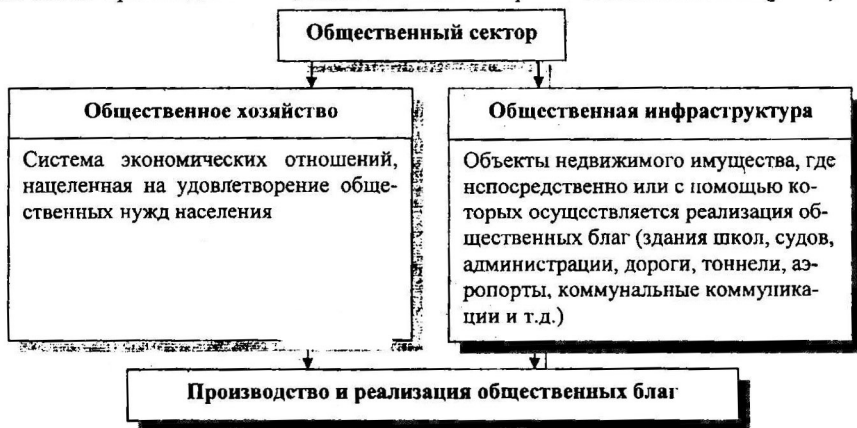 Общественный сектор
Общественное хозяйство
Система экономических отношений,
нацеленная на удовлетворение обще-
ственных нужд населения
Общественная инфраструктура
Объекты недвижимого имущества, где
непосредственно или с помощью ко-
торых осуществляется реализация об-
щественных благ (здания школ, судов,
администрации, дороги, тоннели, аэ-
ропорты, коммунальные коммуника-
ции и т.д.)
Производство и реализация общественных благ